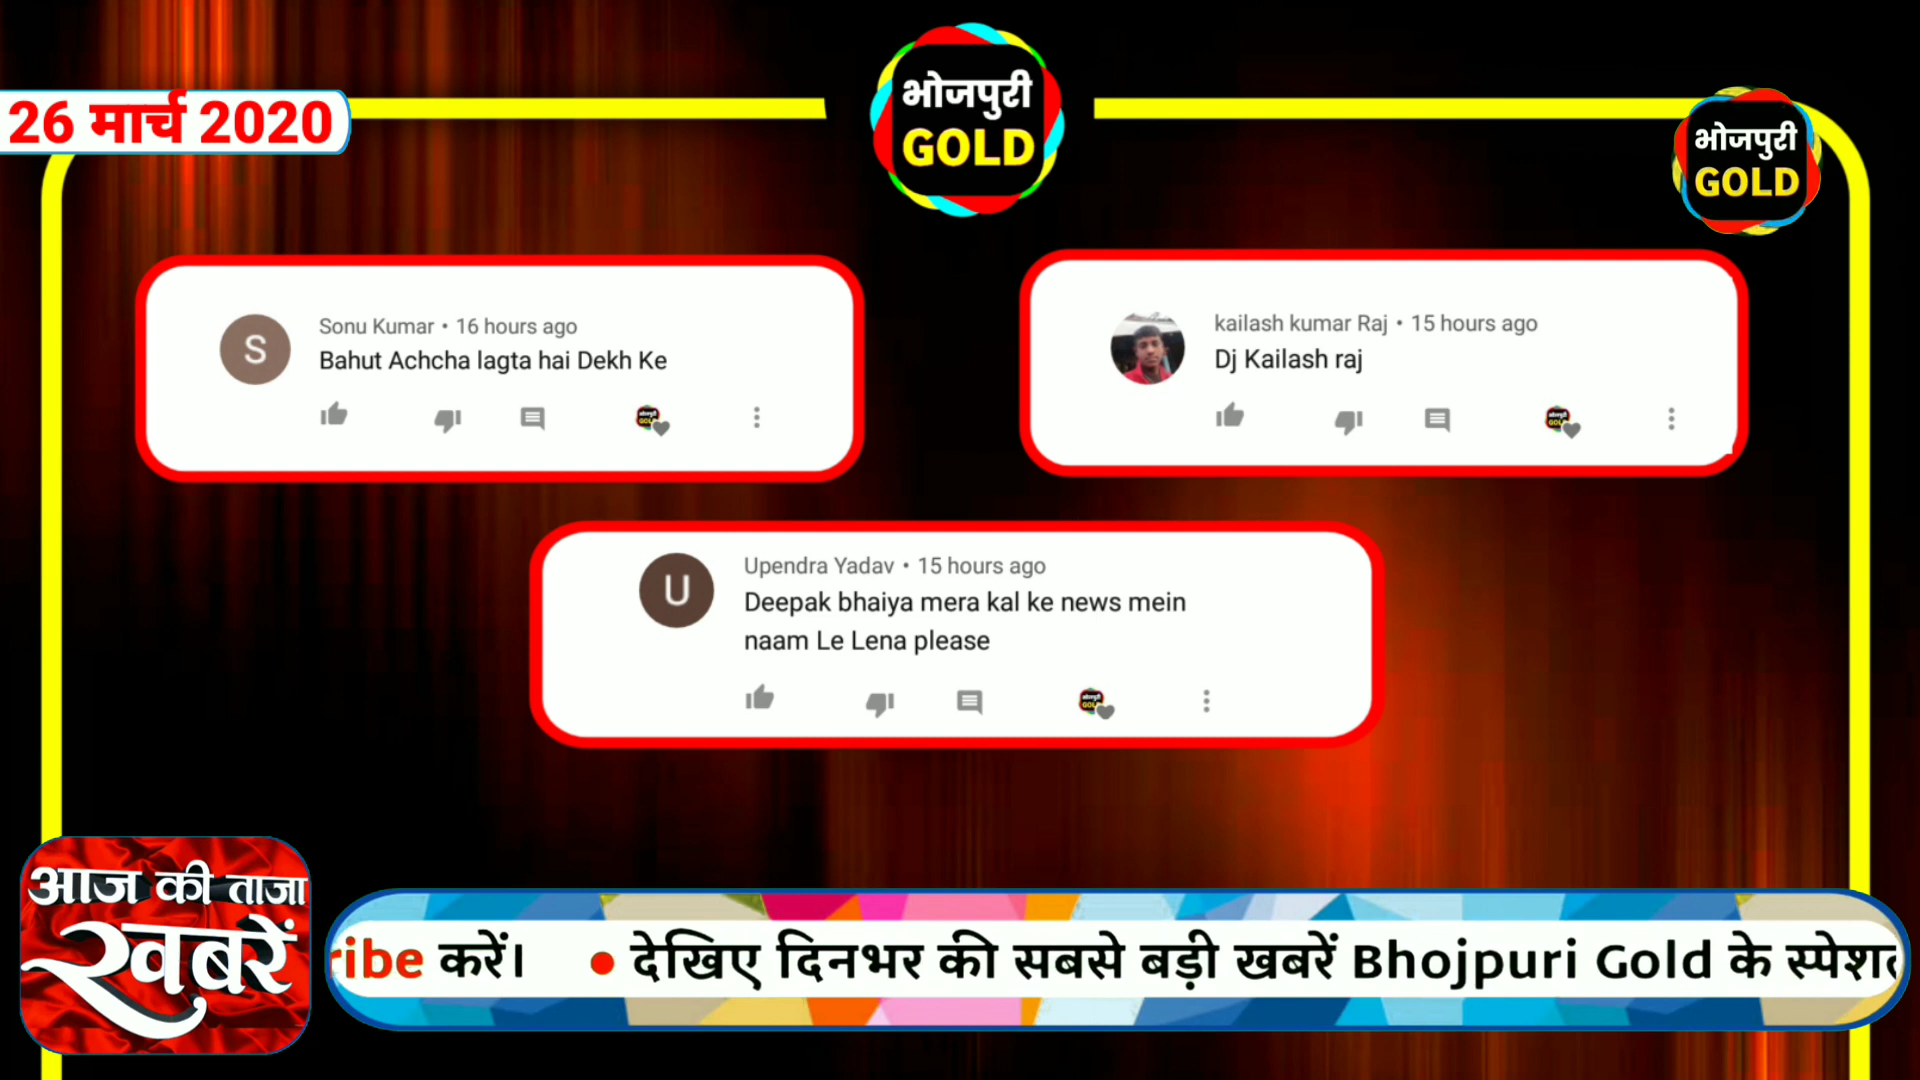 26 मार्च 2020
भोजपुरी
GOLD
भोजपुरी
GOLD
Sonu Kumar • 16 hours ago
Bahut Achcha lagta hai Dekh Ke
kailash kumar Raj • 15 hours ago
Dj Kailash raj
Upendra Yadav • 15 hours ago
Deepak bhaiya mera kal ke news mein
naam Le Lena please
आज की ताजा
खबरें
ribe करें। • देखिए दिनभर की सबसे बड़ी खबरें Bhojpuri Gold के